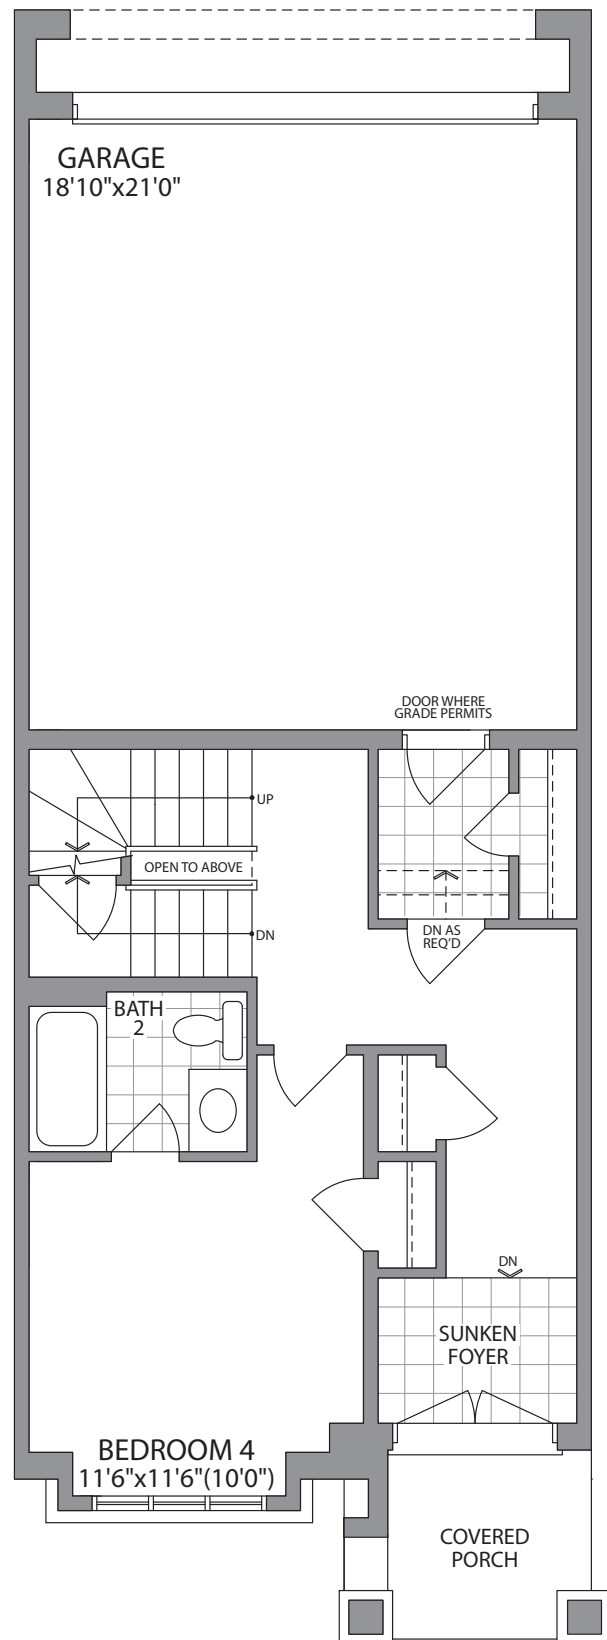 GARAGE
18'10"x21'0"
DOOR WHERE
GRADE PERMITS
UP
OPEN TO ABOVE
DN
DN AS
REQ'D
BATH
2
DN
SUNKEN
FOYER
BEDROOM 4
11'6"x11'6"(10'0")
COVERED
PORCH